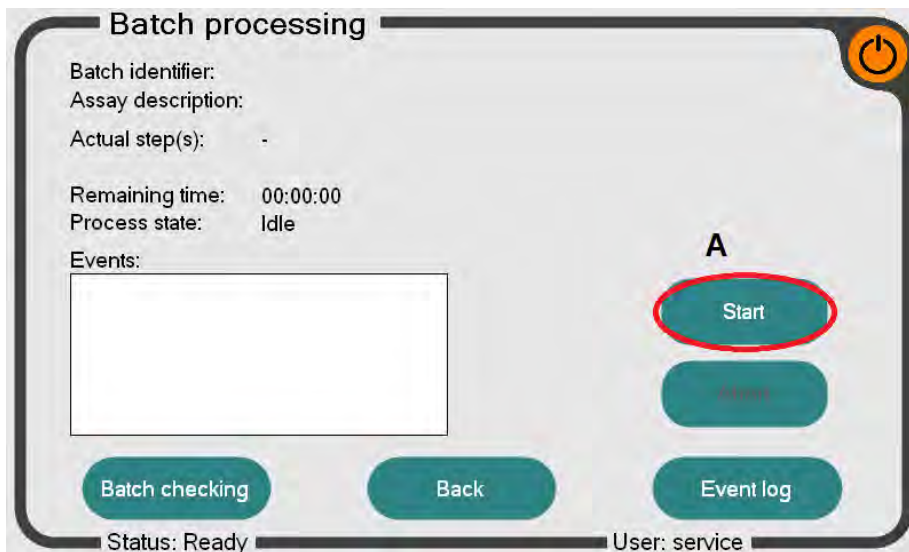 Batch processing
Batch identifier:
Assay description:
Actual step(s): -
Remaining time: 00:00:00
Process state: Idle
Events:
A
Start
Batch checking
Back
Event log
Status: Ready
User: service